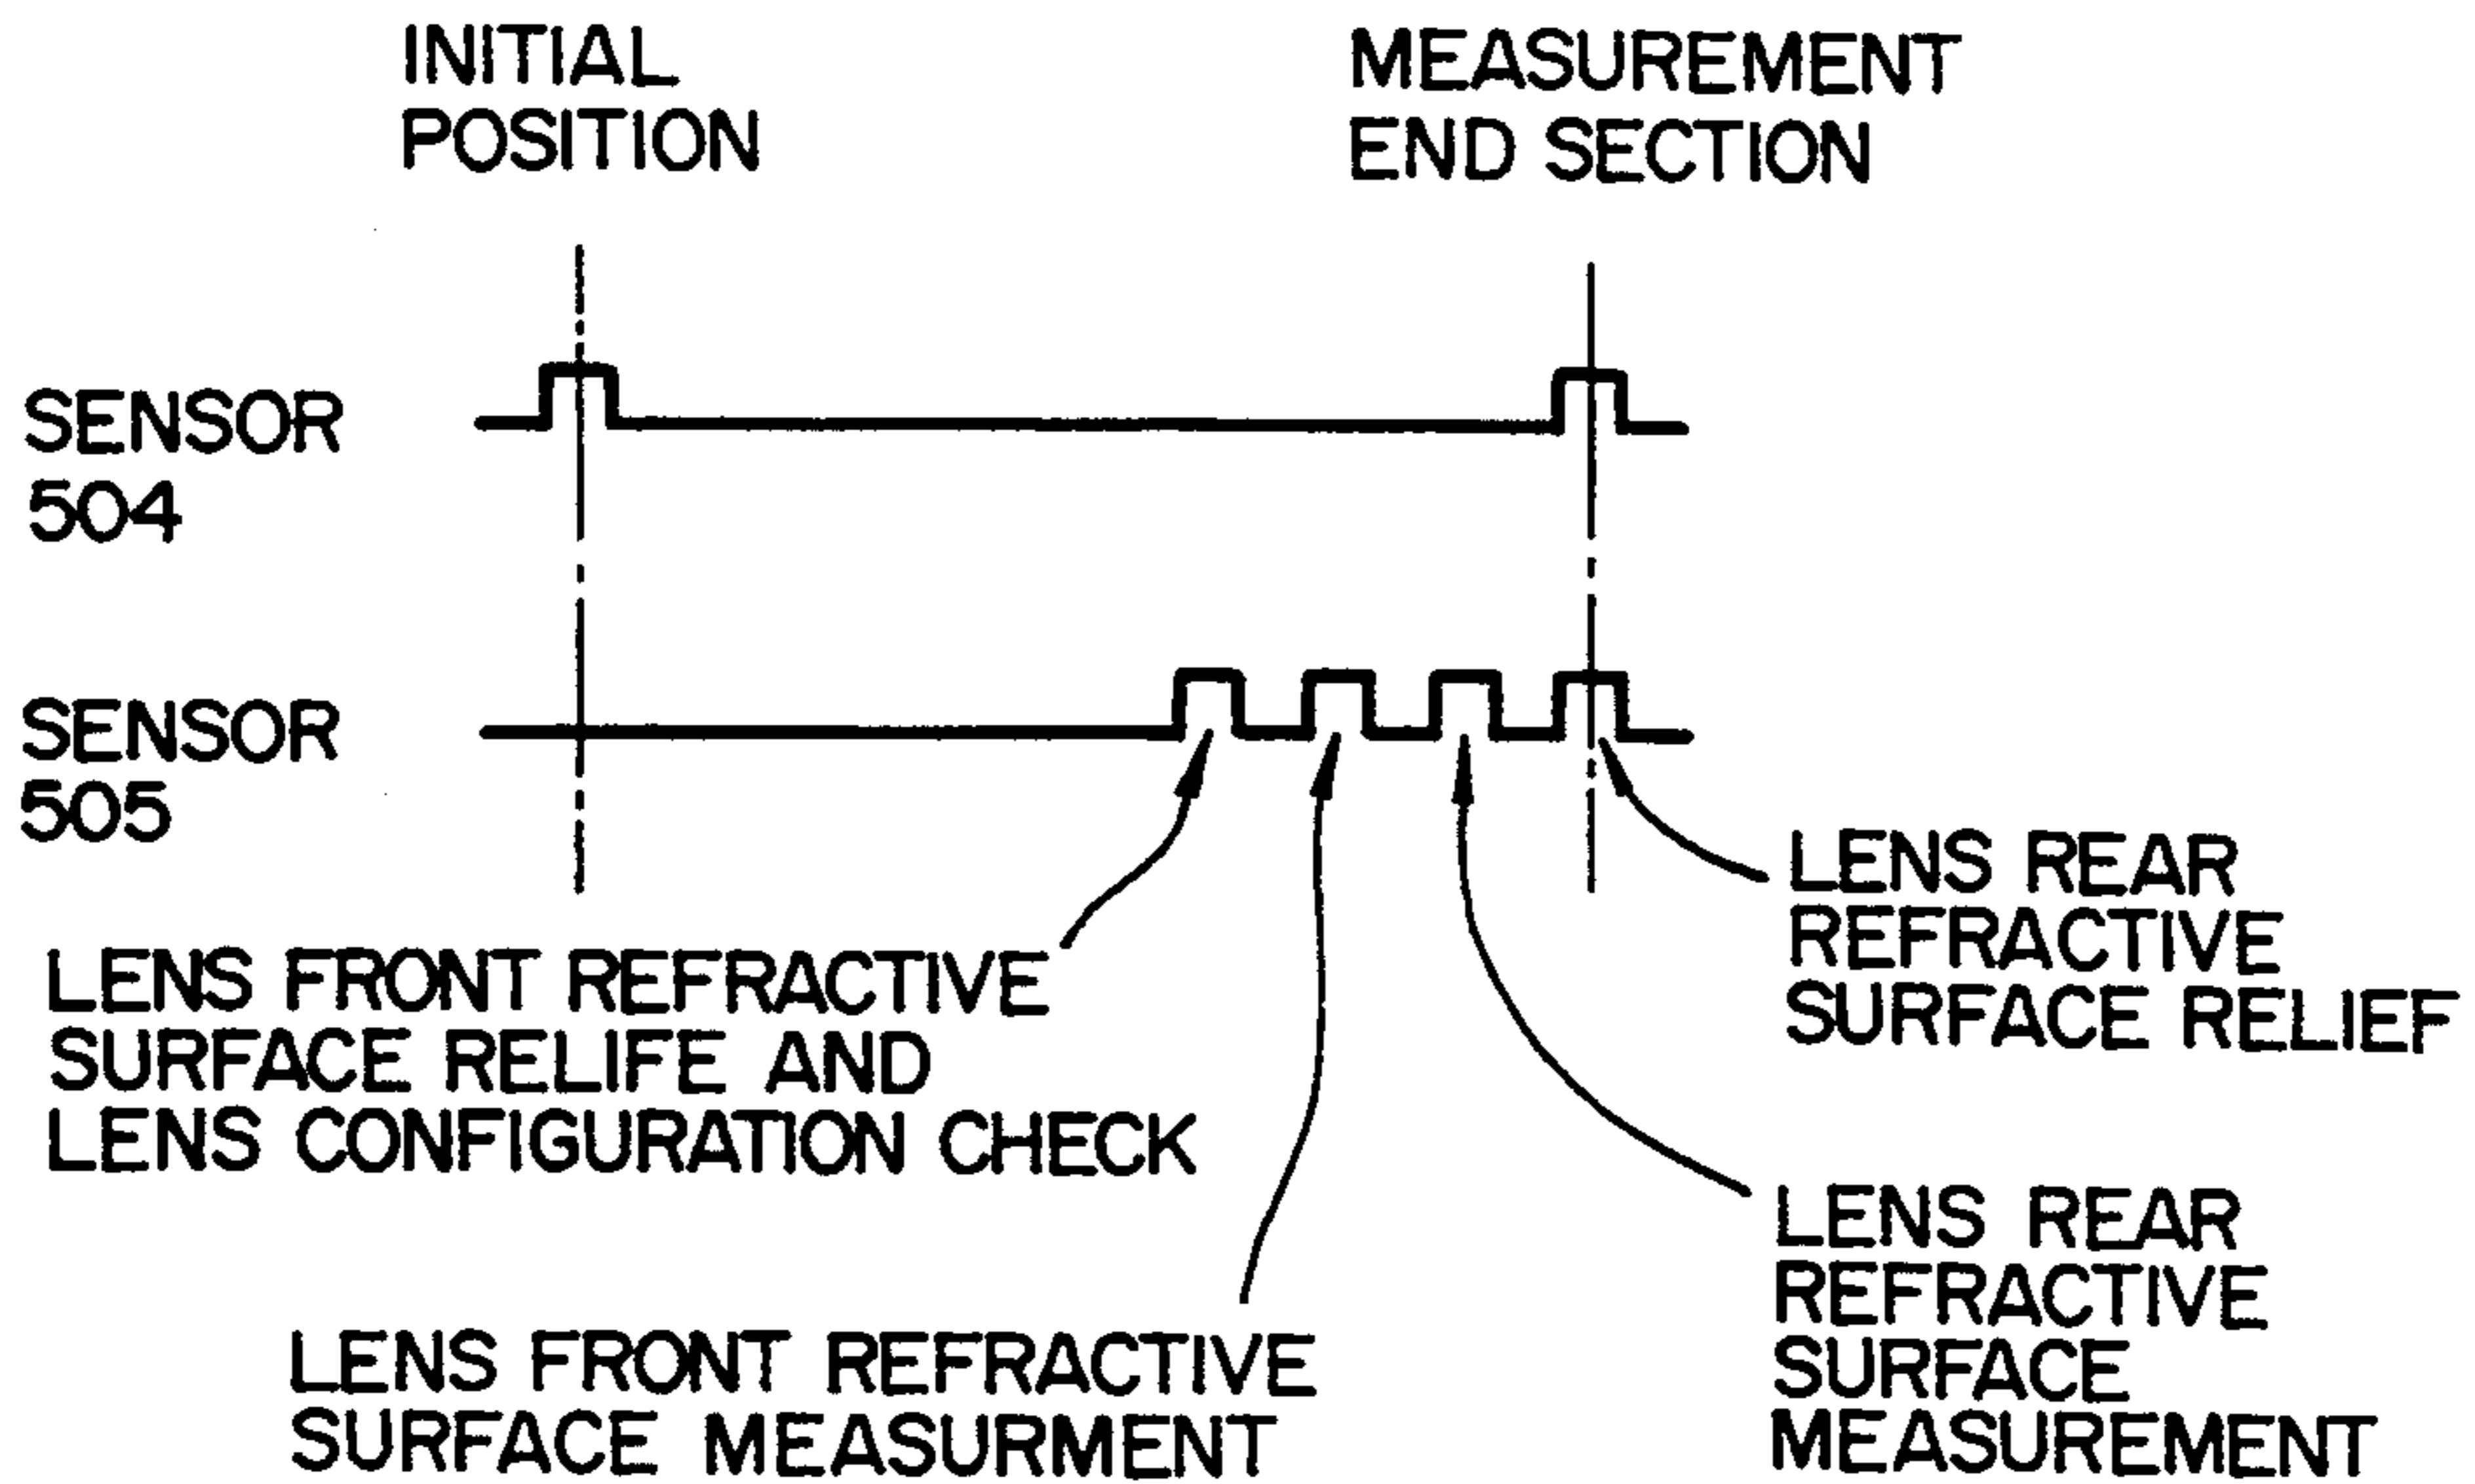 INITIAL
POSITION
MEASUREMENT
END SECTION
SENSOR
504
SENSOR
505
LENS REAR
REFRACTIVE
SURFACE RELIEF
LENS FRONT REFRACTIVE
SURFACE RELIFE AND
LENS CONFIGURATION CHECK
LENS REAR
REFRACTIVE
SURFACE
MEASUREMENT
LENS FRONT REFRACTIVE
SURFACE MEASURMENT